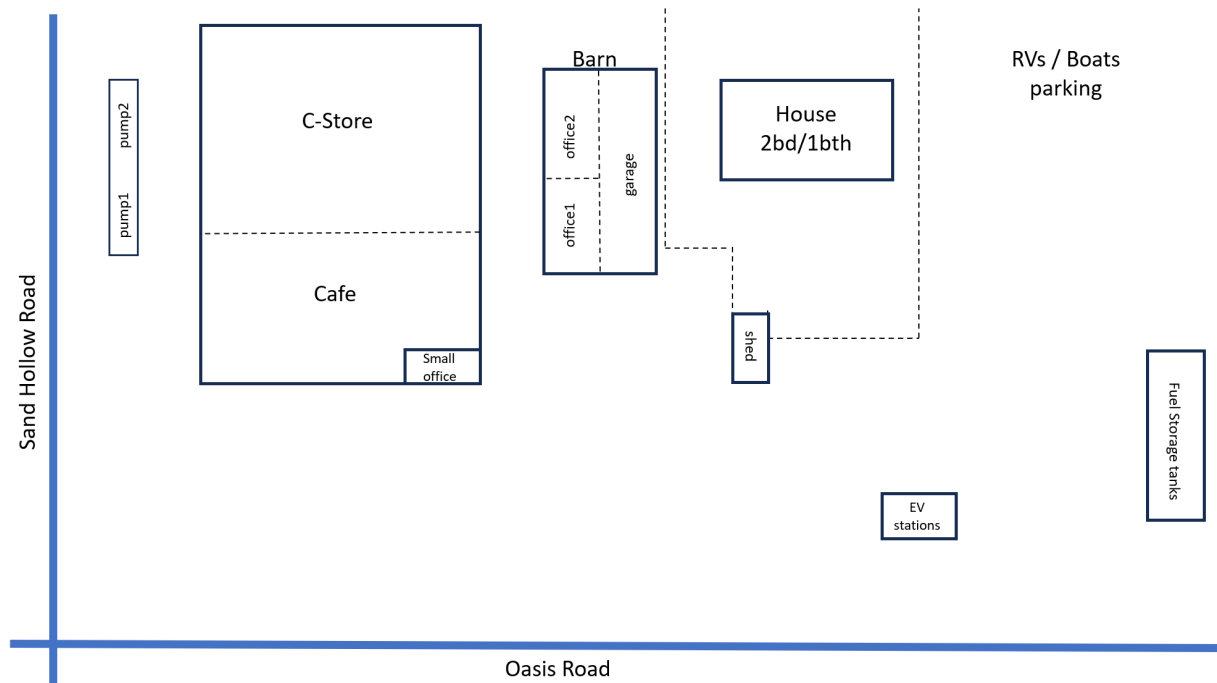 Barn
RVs / Boats
parking
pump2
pump1
C-Store
office2
office1
garage
House
2bd/1bth
Cafe
Small
office
shed
Sand Hollow Road
Fuel Storage tanks
EV
stations
Oasis Road